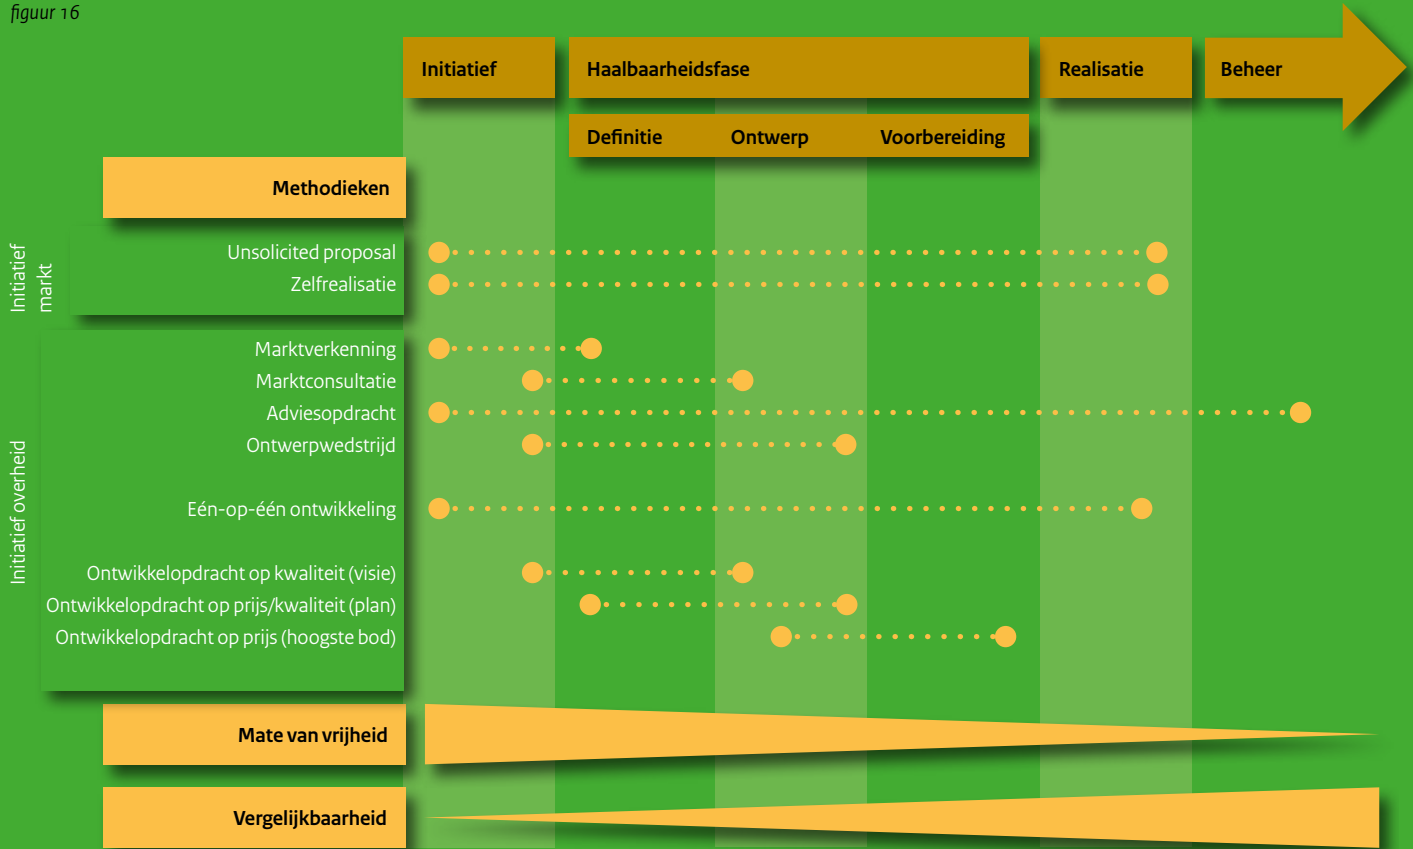 figuur 16
Initiatief
Haalbaarheidsfase
Realisatie
Beheer
Definitie
Ontwerp
Voorbereiding
Methodieken
Initiatief
markt
Unsolicited proposal
Zelfrealisatie
Initiatief overheid
Marktverkenning
Marktconsultatie
Adviesopdracht
Ontwerpwedstrijd
Eén-op-één ontwikkeling
Ontwikkelopdracht op kwaliteit (visie)
Ontwikkelopdracht op prijs/kwaliteit (plan)
Ontwikkelopdracht op prijs (hoogste bod)
Mate van vrijheid
Vergelijkbaarheid